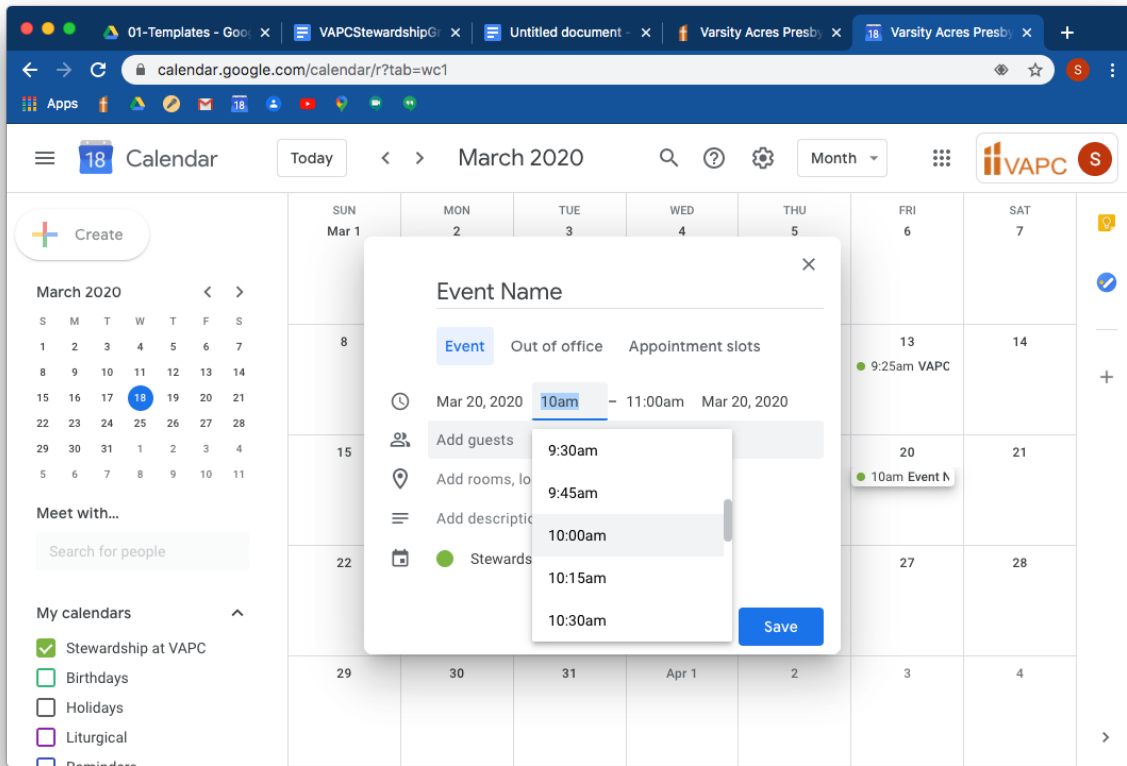 01-Templates - Goo
VAPCStewardshipGr
Untitled document -
Varsity Acres Presby
18 Varsity Acres Presby
calendar.google.com/calendar/r?tab=wc1
S
Apps
18
18 Calendar Today March 2020 Month VAPC S
Create
March 2020
S M T W T F S
1 2 3 4 5 6 7
8 9 10 11 12 13 14
15 16 17 18 19 20 21
22 23 24 25 26 27 28
29 30 31 1 2 3 4
5 6 7 8 9 10 11
Meet with...
Search for people
My calendars
Stewardship at VAPC
Birthdays
Holidays
Liturgical
Reminders
SUN MON TUE WED THU FRI SAT
Mar 1 2 3 4 5 6 7
8 13 14
9:25am VAPC
15 20 21
10am Event N
22 27 28
29 30 31 Apr 1 2 3 4
Event Name
Event Out of office Appointment slots
Mar 20, 2020 10am – 11:00am Mar 20, 2020
Add guests
Add rooms, lo
Add descriptio
Stewards
9:30am
9:45am
10:00am
10:15am
10:30am
Save